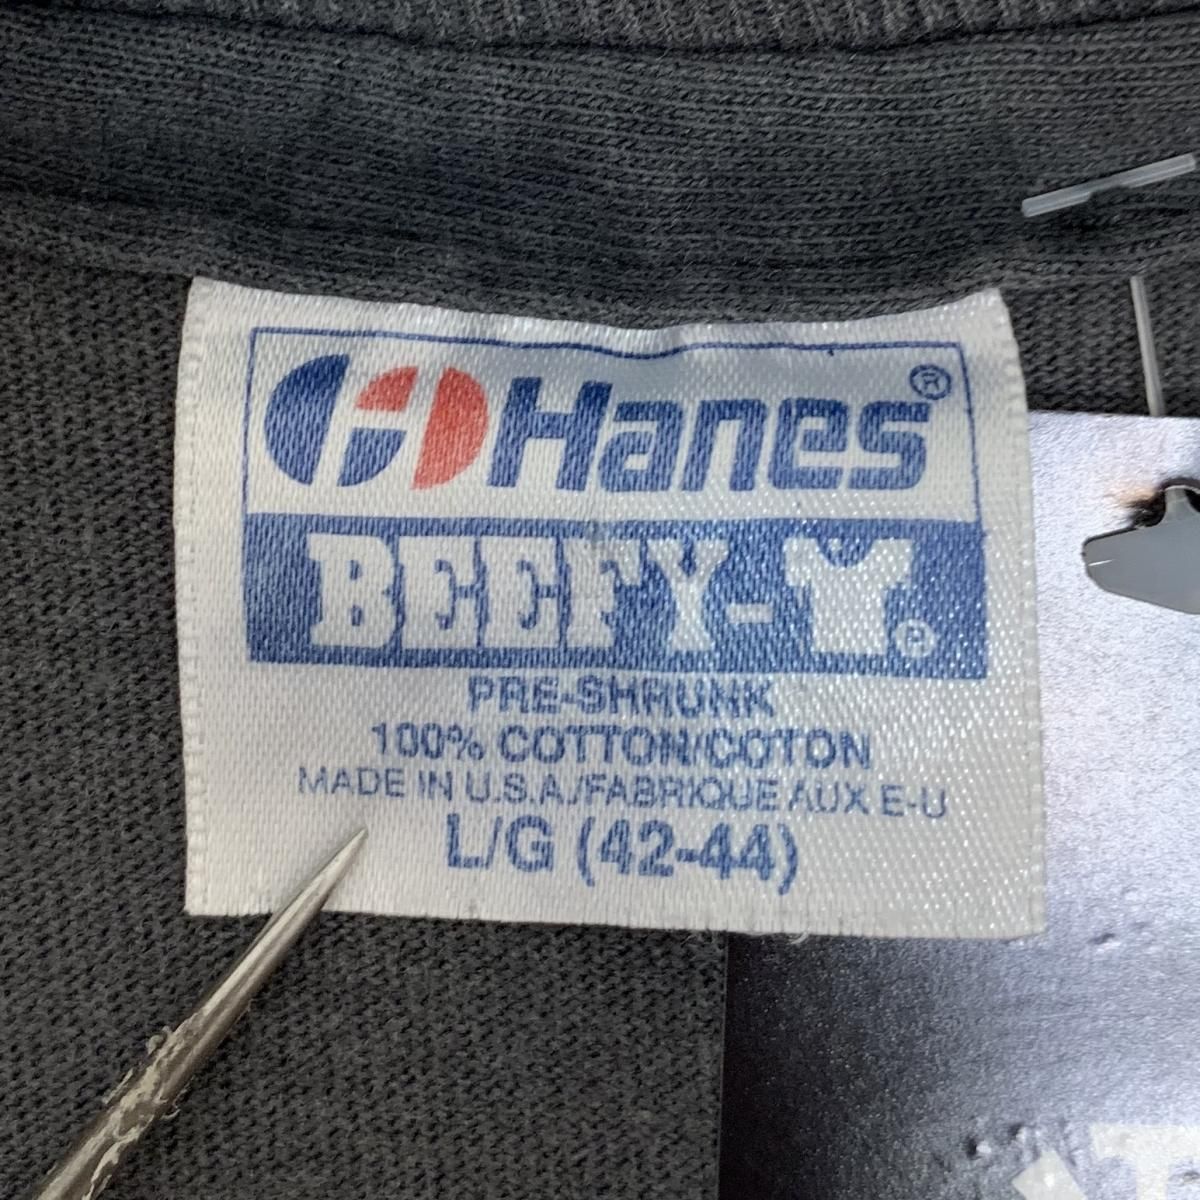 Hanes®
BEEFY-T®
PRE-SHRUNK
100% COTTON/COTON
MADE IN U.S.A./FABRIQUE AUX E-U
L/G (42-44)